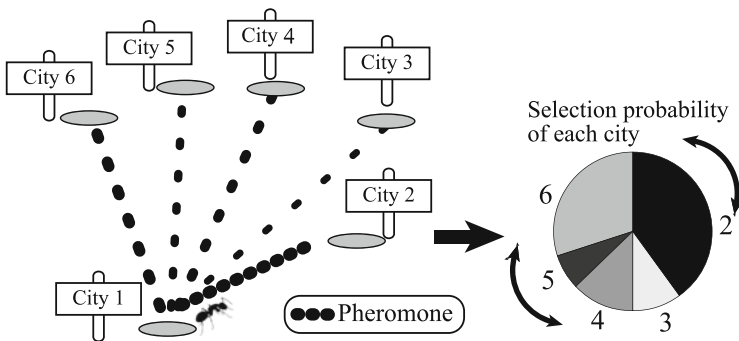 City 5
City 4
City 3
City 6
Selection probability
of each city
City 2
6
2
City 1
5
4
3
Pheromone